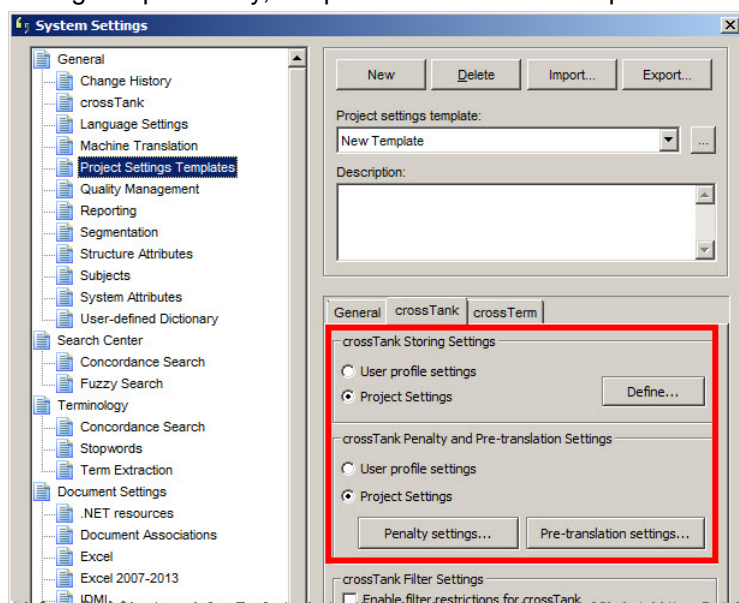 System Settings
General
Change History
crossTank
Language Settings
Machine Translation
Project Settings Templates
Quality Management
Reporting
Segmentation
Structure Attributes
Subjects
System Attributes
User-defined Dictionary
Search Center
Concordance Search
Fuzzy Search
Terminology
Concordance Search
Stopwords
Term Extraction
Document Settings
.NET resources
Document Associations
Excel
Excel 2007-2013
New Delete Import... Export...
Project settings template:
New Template ...
Description:
General crossTank crossTerm
crossTank Storing Settings
User profile settings
Project Settings Define...
crossTank Penalty and Pre-translation Settings
User profile settings
Project Settings
Penalty settings... Pre-translation settings...
crossTank Filter Settings
Enable filter restrictions for crossTank